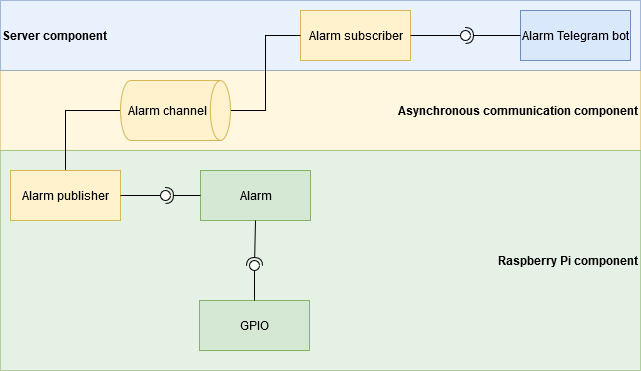 Alarm subscriber
Alarm Telegram bot
Server component
Alarm channel
Asynchronous communication component
Alarm publisher
Alarm
Raspberry Pi component
GPIO